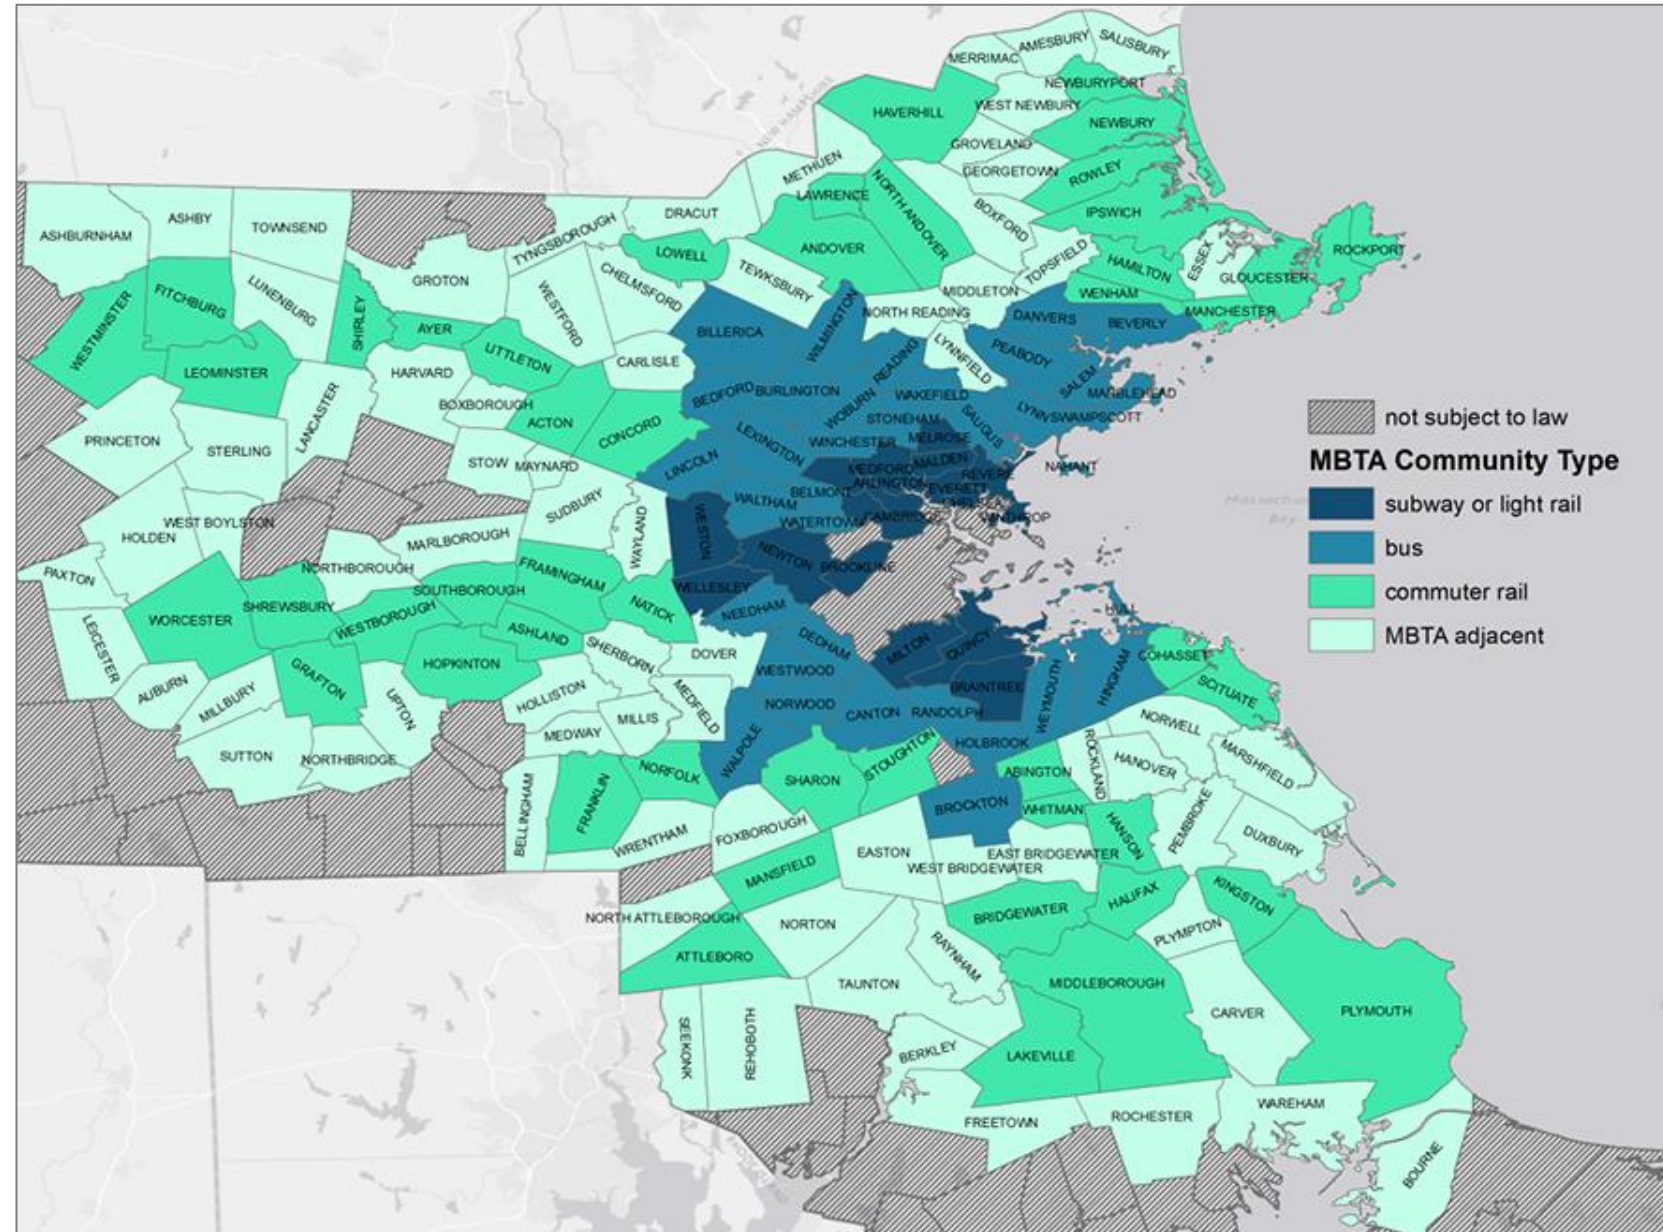 MERRIMAC
AMESBURY
SALISBURY
NEWBURYPORT
HAVERHILL
WEST NEWBURY
NEWBURY
NEW HAMPSHIRE
GROVELAND
METHUEN
GEORGETOWN
ROWLEY
LAWRENCE
NORTH ANDOVER
BOXFORD
IPSWICH
ASHBURNHAM
ASHBY
TOWNSEND
TYNGSBOROUGH
DRACUT
ANDOVER
LOWELL
TOPSFIELD
HAMILTON
ESSEX
GLOUCESTER
ROCKPORT
WESTMINSTER
FITCHBURG
LUNENBURG
SHIRLEY
GROTON
WESTFORD
CHELMSFORD
TEWKSBURY
MIDDLETON
WENHAM
MANCHESTER
AYER
LITTLETON
BILLERICA
WILMINGTON
NORTH READING
DANVERS
BEVERLY
LEOMINSTER
LANCASTER
HARVARD
CARLISLE
READING
LYNNFIELD
PEABODY
BOXBOROUGH
ACTON
CONCORD
BEDFORD
BURLINGTON
WOBURN
WAKEFIELD
SALEM
MARBLEHEAD
PRINCETON
STERLING
STONEHAM
SAUGUS
LYNN
SWAMPSCOTT
STOW
MAYNARD
LINCOLN
LEXINGTON
WINCHESTER
MELROSE
MEDFORD
MALDEN
REVERE
NAHANT
ARLINGTON
EVERETT
WALTHAM
BELMONT
CHELSEA
HOLDEN
WEST BOYLSTON
SUDBURY
WAYLAND
WESTON
WATERTOWN
CAMBRIDGE
WINTHROP
Massachusetts
Bay
MARLBOROUGH
PAXTON
NORTHBOROUGH
SOUTHBOROUGH
FRAMINGHAM
NEWTON
BROOKLINE
WORCESTER
SHREWSBURY
WESTBOROUGH
NATICK
WELLESLEY
NEEDHAM
HULL
LEICESTER
ASHLAND
SHERBORN
DOVER
DEDHAM
MILTON
QUINCY
AUBURN
GRAFTON
HOPKINTON
WESTWOOD
COHASSET
MILLBURY
UPTON
HOLLISTON
MEDFIELD
BRAINTREE
WEYMOUTH
HINGHAM
SCITUATE
MILLIS
NORWOOD
CANTON
RANDOLPH
SUTTON
NORTHBRIDGE
MEDWAY
WALPOLE
HOLBROOK
NORWELL
NORFOLK
SHARON
STOUGHTON
ABINGTON
ROCKLAND
HANOVER
MARSHFIELD
BELLINGHAM
FRANKLIN
WRENTHAM
FOXBOROUGH
BROCKTON
WHITMAN
HANSON
PEMBROKE
DUXBURY
MANSFIELD
EASTON
EAST BRIDGEWATER
WEST BRIDGEWATER
NORTH ATTLEBOROUGH
NORTON
BRIDGEWATER
HALIFAX
KINGSTON
ATTLEBORO
RAYNHAM
PLYMPTON
TAUNTON
MIDDLEBOROUGH
CARVER
PLYMOUTH
SEEKONK
REHOBOTH
BERKLEY
LAKEVILLE
FREETOWN
ROCHESTER
WAREHAM
BOURNE
not subject to law
MBTA Community Type
subway or light rail
bus
commuter rail
MBTA adjacent